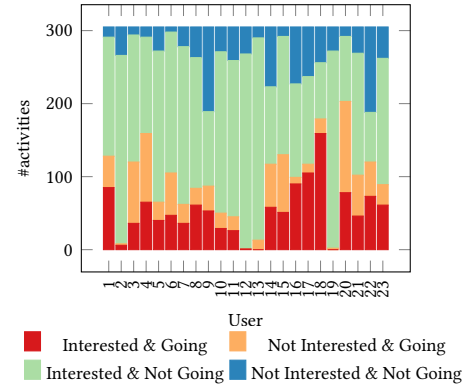 300
200
100
0
#activities
1 2 3 4 5 6 7 8 9 10 11 12 13 14 15 16 17 18 19 20 21 22 23
User
Interested & Going Not Interested & Going
Interested & Not Going Not Interested & Not Going